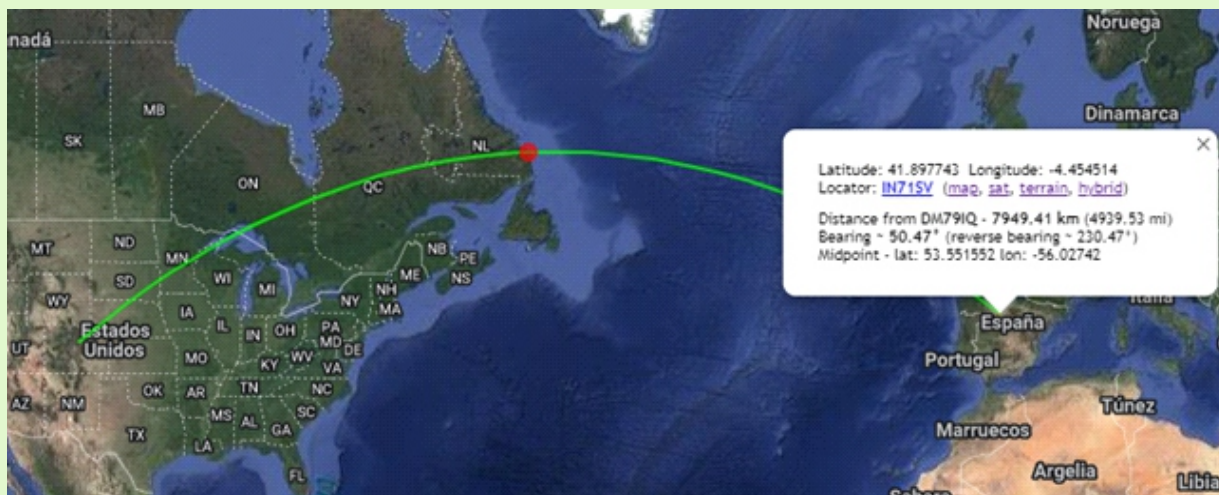 Noruega
nadá
MB
Dinamarca
SK
NL
ON
QC
×
Latitude: 41.897743 Longitude: -4.454514
Locator: IN71SV (map, sat, terrain, hybrid)
Distance from DM79IQ - 7949.41 km (4939.53 mi)
Bearing ~ 50.47° (reverse bearing ~ 230.47°)
Midpoint - lat: 53.551552 lon: -56.02742
MT
ND
MN
NB
PE
SD
WI
ME
NS
WY
MI
NH
NY
MA
IA
Estados
Unidos
IL
IN
OH
PA
MD
DE
UT
MO
WV
KY
VA
España
Portugal
Italia
OK
AR
TN
NC
AZ
NM
MS
AL
SC
GA
TX
LA
Túnez
Marruecos
FL
Argelia
Libia